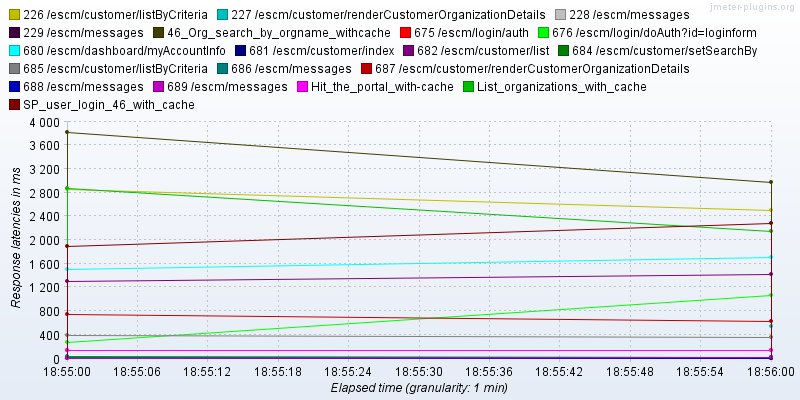 jmeter-plugins.org
226 /escm/customer/listByCriteria 227 /escm/customer/renderCustomerOrganizationDetails 228 /escm/messages
229 /escm/messages 46_Org_search_by_orgname_withcache 675 /escm/login/auth 676 /escm/login/doAuth?id=loginform
680 /escm/dashboard/myAccountInfo 681 /escm/customer/index 682 /escm/customer/list 684 /escm/customer/setSearchBy
685 /escm/customer/listByCriteria 686 /escm/messages 687 /escm/customer/renderCustomerOrganizationDetails
688 /escm/messages 689 /escm/messages Hit_the_portal_with-cache List_organizations_with_cache
SP_user_login_46_with_cache
4 000
3 600
3 200
2 800
2 400
2 000
1 600
1 200
800
400
0
Response latencies in ms
18:55:00 18:55:06 18:55:12 18:55:18 18:55:24 18:55:30 18:55:36 18:55:42 18:55:48 18:55:54 18:56:00
Elapsed time (granularity: 1 min)